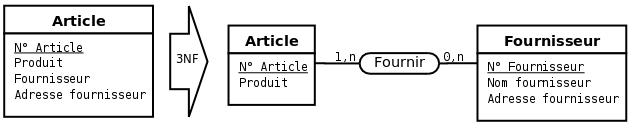 Article
N° Article
Produit
Fournisseur
Adresse fournisseur
3NF
Article
N° Article
Produit
1,n
Fournir
0,n
Fournisseur
N° Fournisseur
Nom fournisseur
Adresse fournisseur